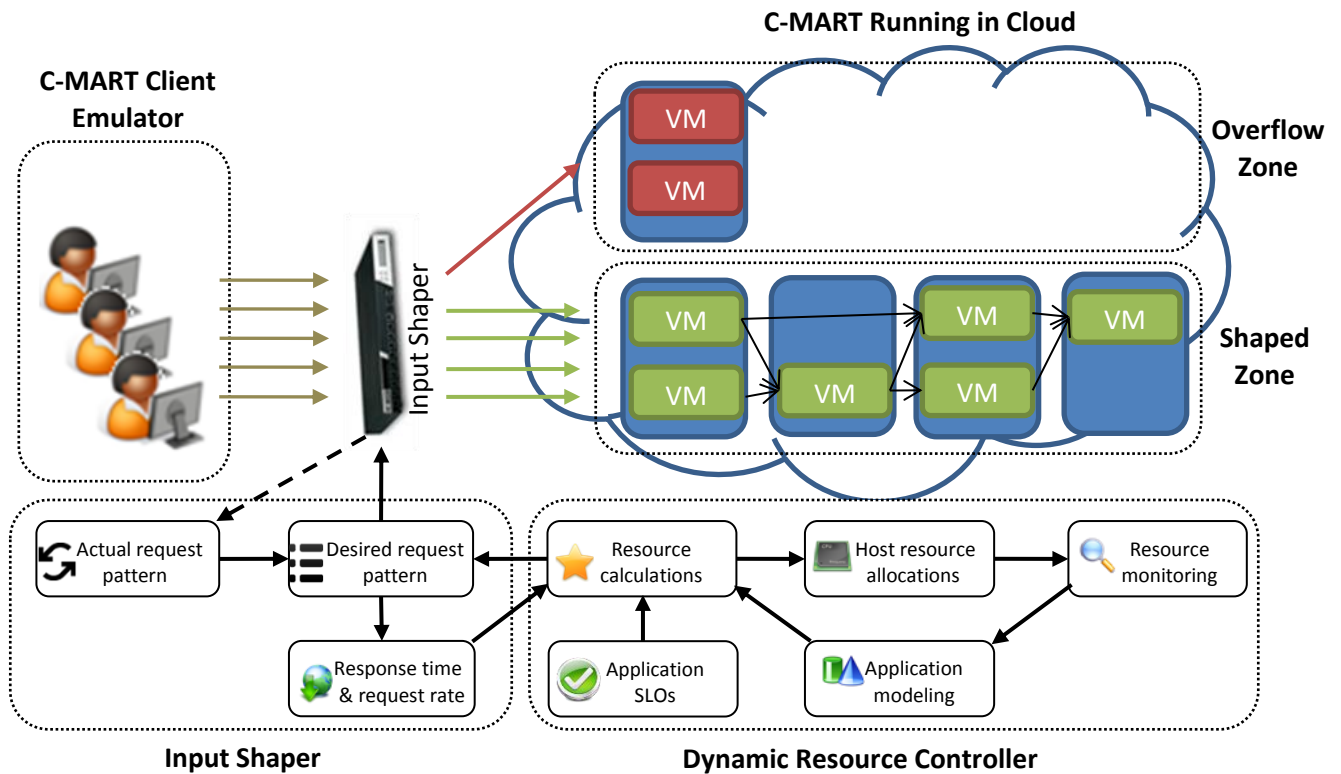 C-MART Running in Cloud
C-MART Client
Emulator
VM
VM
Overflow
Zone
Input Shaper
VM
VM
VM
VM
VM
VM
Shaped
Zone
Actual request
pattern
Desired request
pattern
Resource
calculations
Host resource
allocations
Resource
monitoring
Response time
& request rate
Application
SLOs
Application
modeling
Input Shaper
Dynamic Resource Controller